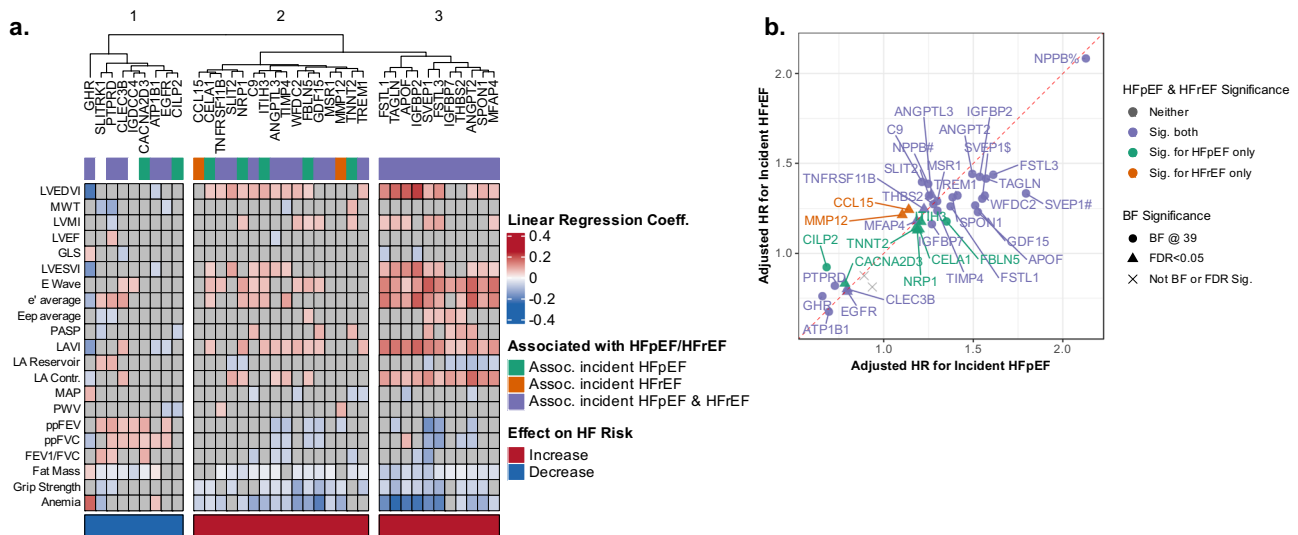 a.
1 2 3
GHR
SLITRK1
PTPRD
CLEC3B
IGDCC4
CACNA2D3
ATP1B1
EGFR
CILP2
CCL15
CELA1
TNFRSF11B
SLIT2
NRP1
C9
ITIH3
ANGPTL3
TIMP4
WFDC2
FBLN5
GDF15
MSR1
MMP12
TNNT2
TREM1
FSTL1
TAGLN
APOF
IGFBP2
SVEP1
FSTL3
IGFBP7
THBS2
ANGPT2
SPON1
MFAP4
LVEDVI
MWT
LVMI
LVEF
GLS
LVESVI
E Wave
e' average
Eep average
PASP
LAVI
LA Reservoir
LA Contr.
MAP
PWV
ppFEV
ppFVC
FEV1/FVC
Fat Mass
Grip Strength
Anemia
Linear Regression Coeff.
0.4
0.2
0
-0.2
-0.4
Associated with HFpEF/HFrEF
Assoc. incident HFpEF
Assoc. incident HFrEF
Assoc. incident HFpEF & HFrEF
Effect on HF Risk
Increase
Decrease
b.
Adjusted HR for Incident HFrEF
2.0
1.5
1.0
NPPB%
ANGPTL3
IGFBP2
C9
ANGPT2
NPPB#
SVEP1$
SLIT2
MSR1
FSTL3
TNFRSF11B
TREM1
TAGLN
THBS2
CCL15
WFDC2
SVEP1#
MMP12
ITIH3
MFAP4
SPON1
TNNT2
IGFBP7
GDF15
CILP2
CELA1
FBLN5
APOF
CACNA2D3
PTPRD
NRP1
TIMP4
FSTL1
CLEC3B
GHR
EGFR
ATP1B1
1.0 1.5 2.0
Adjusted HR for Incident HFpEF
HFpEF & HFrEF Significance
Neither
Sig. both
Sig. for HFpEF only
Sig. for HFrEF only
BF Significance
BF @ 39
FDR<0.05
Not BF or FDR Sig.